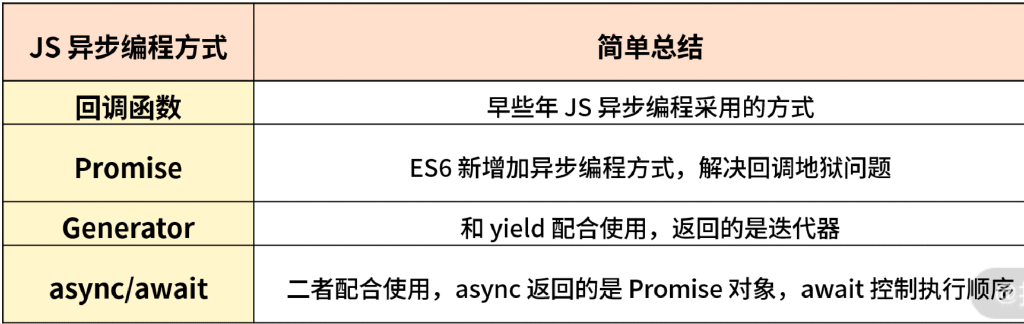 JS 异步编程方式 简单总结
回调函数 早些年 JS 异步编程采用的方式
Promise ES6 新增加异步编程方式，解决回调地狱问题
Generator 和 yield 配合使用，返回的是迭代器
async/await 二者配合使用，async 返回的是 Promise 对象，await 控制执行顺序